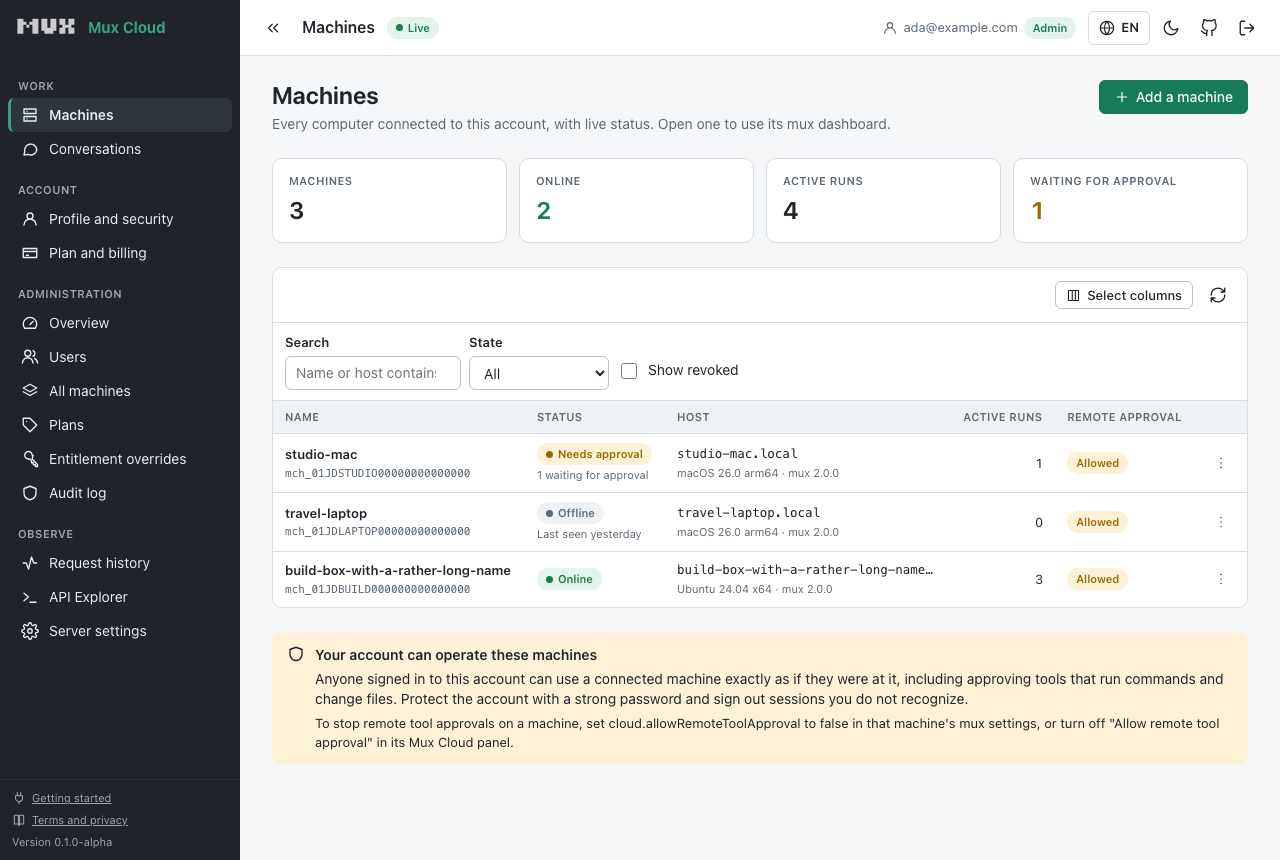 MUX Mux Cloud
WORK
Machines
Conversations
ACCOUNT
Profile and security
Plan and billing
ADMINISTRATION
Overview
Users
All machines
Plans
Entitlement overrides
Audit log
OBSERVE
Request history
API Explorer
Server settings
Getting started
Terms and privacy
Version 0.1.0-alpha
Machines Live ada@example.com Admin EN
Machines
Every computer connected to this account, with live status. Open one to use its mux dashboard.
Add a machine
MACHINES
3
ONLINE
2
ACTIVE RUNS
4
WAITING FOR APPROVAL
1
Select columns
Search
Name or host contain
State
All
Show revoked
NAME STATUS HOST ACTIVE RUNS REMOTE APPROVAL
studio-mac Needs approval studio-mac.local 1 Allowed
mch_01JDSTUDIO00000000000000 1 waiting for approval macOS 26.0 arm64 · mux 2.0.0
travel-laptop Offline travel-laptop.local 0 Allowed
mch_01JDLAPTOP00000000000000 Last seen yesterday macOS 26.0 arm64 · mux 2.0.0
build-box-with-a-rather-long-name Online build-box-with-a-rather-long-name… 3 Allowed
mch_01JDBUILD000000000000000 Ubuntu 24.04 x64 · mux 2.0.0
Your account can operate these machines
Anyone signed in to this account can use a connected machine exactly as if they were at it, including approving tools that run commands and
change files. Protect the account with a strong password and sign out sessions you do not recognize.
To stop remote tool approvals on a machine, set cloud.allowRemoteToolApproval to false in that machine's mux settings, or turn off "Allow remote tool
approval" in its Mux Cloud panel.